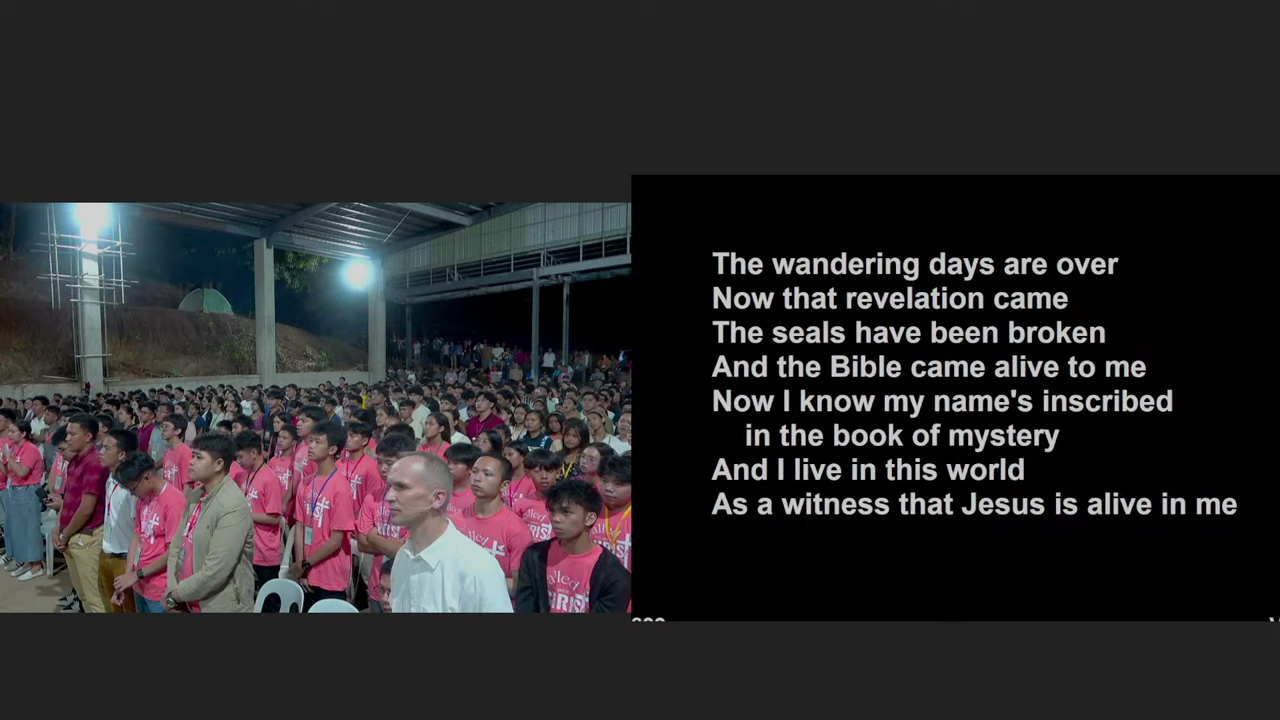 The wandering days are over
Now that revelation came
The seals have been broken
And the Bible came alive to me
Now I know my name's inscribed
in the book of mystery
And I live in this world
As a witness that Jesus is alive in me